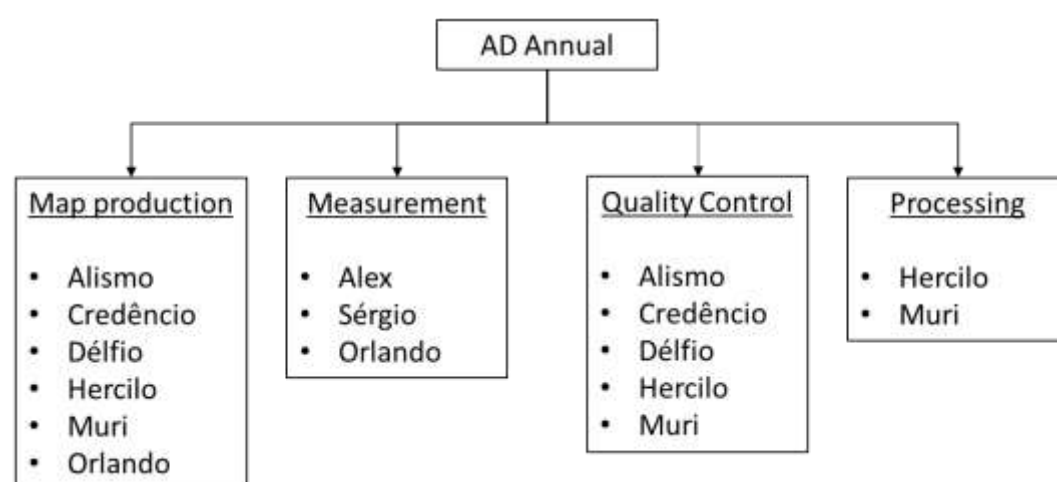 AD Annual
Map production
• Alismo
• Credêncio
• Délfio
• Hercilo
• Muri
• Orlando
Measurement
• Alex
• Sérgio
• Orlando
Quality Control
• Alismo
• Credêncio
• Délfio
• Hercilo
• Muri
Processing
• Hercilo
• Muri